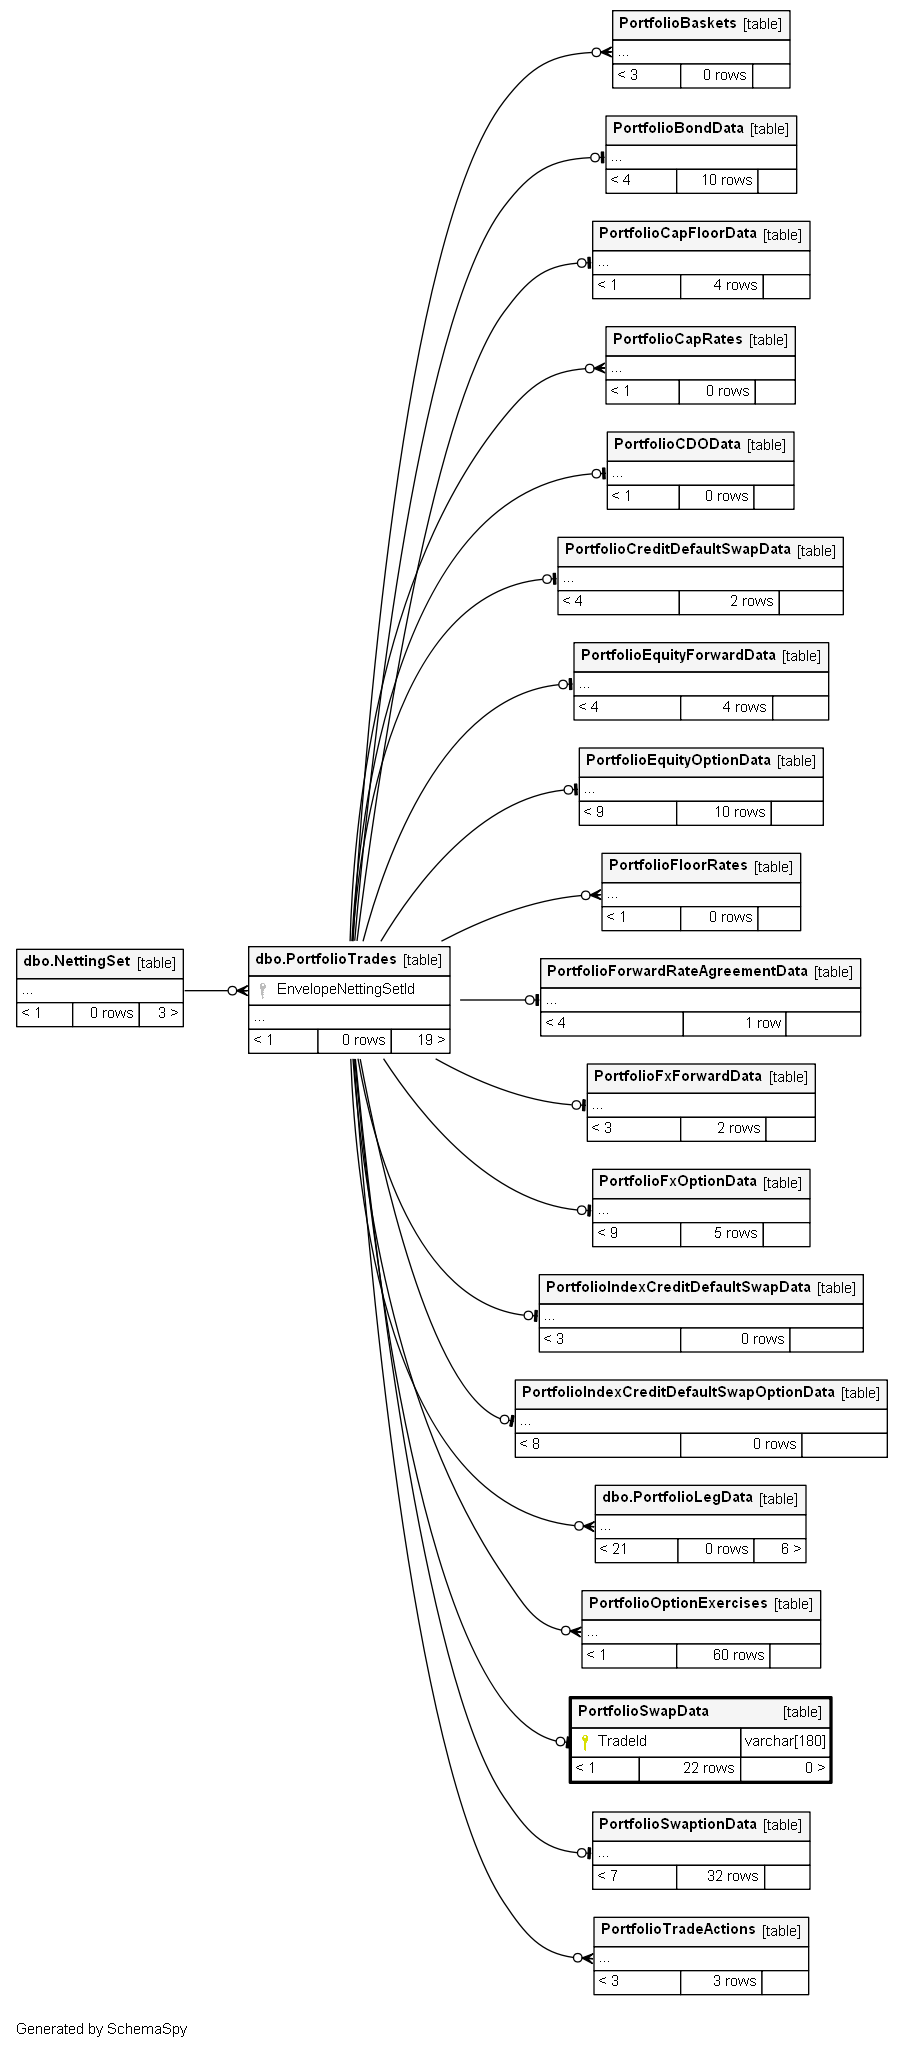 PortfolioBaskets [table]
...
< 3 0 rows
PortfolioBondData [table]
...
< 4 10 rows
PortfolioCapFloorData [table]
...
< 1 4 rows
PortfolioCapRates [table]
...
< 1 0 rows
PortfolioCDOData [table]
...
< 1 0 rows
PortfolioCreditDefaultSwapData [table]
...
< 4 2 rows
PortfolioEquityForwardData [table]
...
< 4 4 rows
PortfolioEquityOptionData [table]
...
< 9 10 rows
PortfolioFloorRates [table]
...
< 1 0 rows
dbo.NettingSet [table]
...
< 1 0 rows 3 >
dbo.PortfolioTrades [table]
EnvelopeNettingSetId
...
< 1 0 rows 19 >
PortfolioForwardRateAgreementData [table]
...
< 4 1 row
PortfolioFxForwardData [table]
...
< 3 2 rows
PortfolioFxOptionData [table]
...
< 9 5 rows
PortfolioIndexCreditDefaultSwapData [table]
...
< 3 0 rows
PortfolioIndexCreditDefaultSwapOptionData [table]
...
< 8 0 rows
dbo.PortfolioLegData [table]
...
< 21 0 rows 6 >
PortfolioOptionExercises [table]
...
< 1 60 rows
PortfolioSwapData [table]
TradeId varchar[180]
< 1 22 rows 0 >
PortfolioSwaptionData [table]
...
< 7 32 rows
PortfolioTradeActions [table]
...
< 3 3 rows
Generated by SchemaSpy